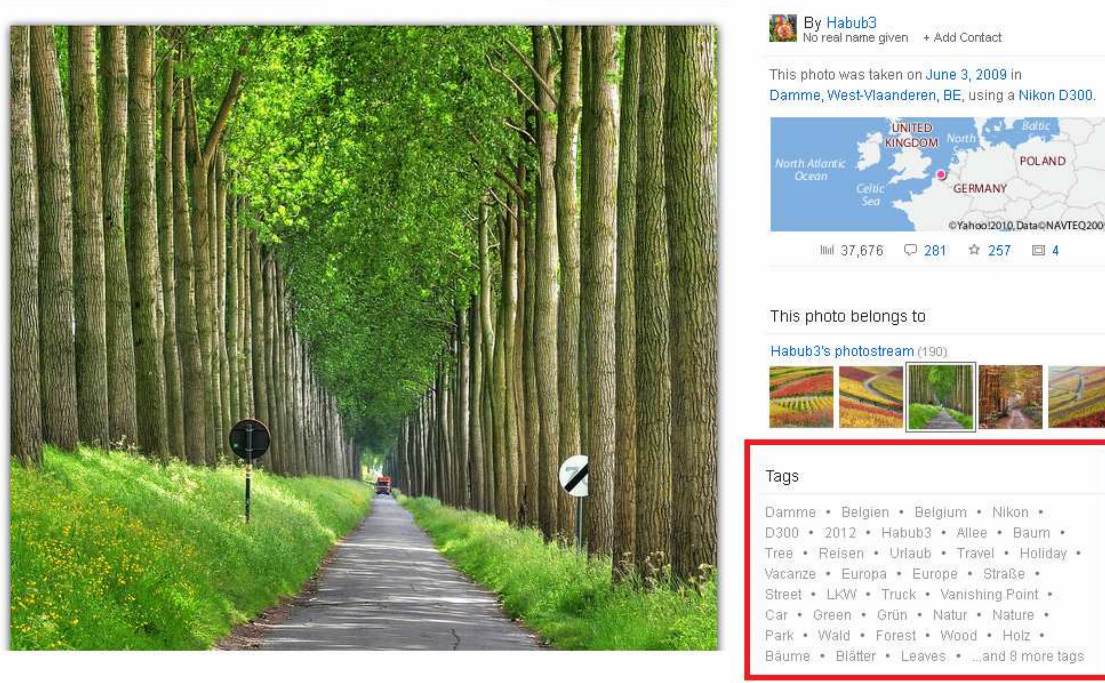 By Habub3
No real name given + Add Contact
This photo was taken on June 3, 2009 in
Damme, West-Vlaanderen, BE, using a Nikon D300.
UNITED
KINGDOM
North
Baltic
North Atlantic
Ocean
POLAND
Celtic
Sea
GERMANY
©Yahoo!2010, Data©NAVTEQ200
37,676 281 257 4
This photo belongs to
Habub3's photostream (190)
Tags
Damme • Belgien • Belgium • Nikon •
D300 • 2012 • Habub3 • Allee • Baum •
Tree • Reisen • Urlaub • Travel • Holiday •
Vacanze • Europa • Europe • Straße •
Street • LKW • Truck • Vanishing Point •
Car • Green • Grün • Natur • Nature •
Park • Wald • Forest • Wood • Holz •
Bäume • Blätter • Leaves • ...and 8 more tags